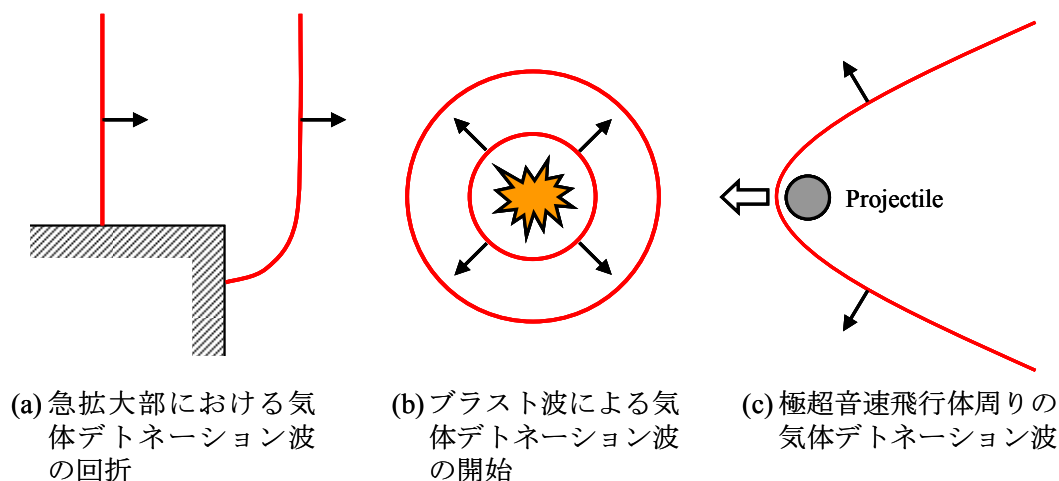 Projectile
(a) 急拡大部における気
体デトネーション波
の回折
(b) ブラスト波による気
体デトネーション波
の開始
(c) 極超音速飛行体周りの
気体デトネーション波